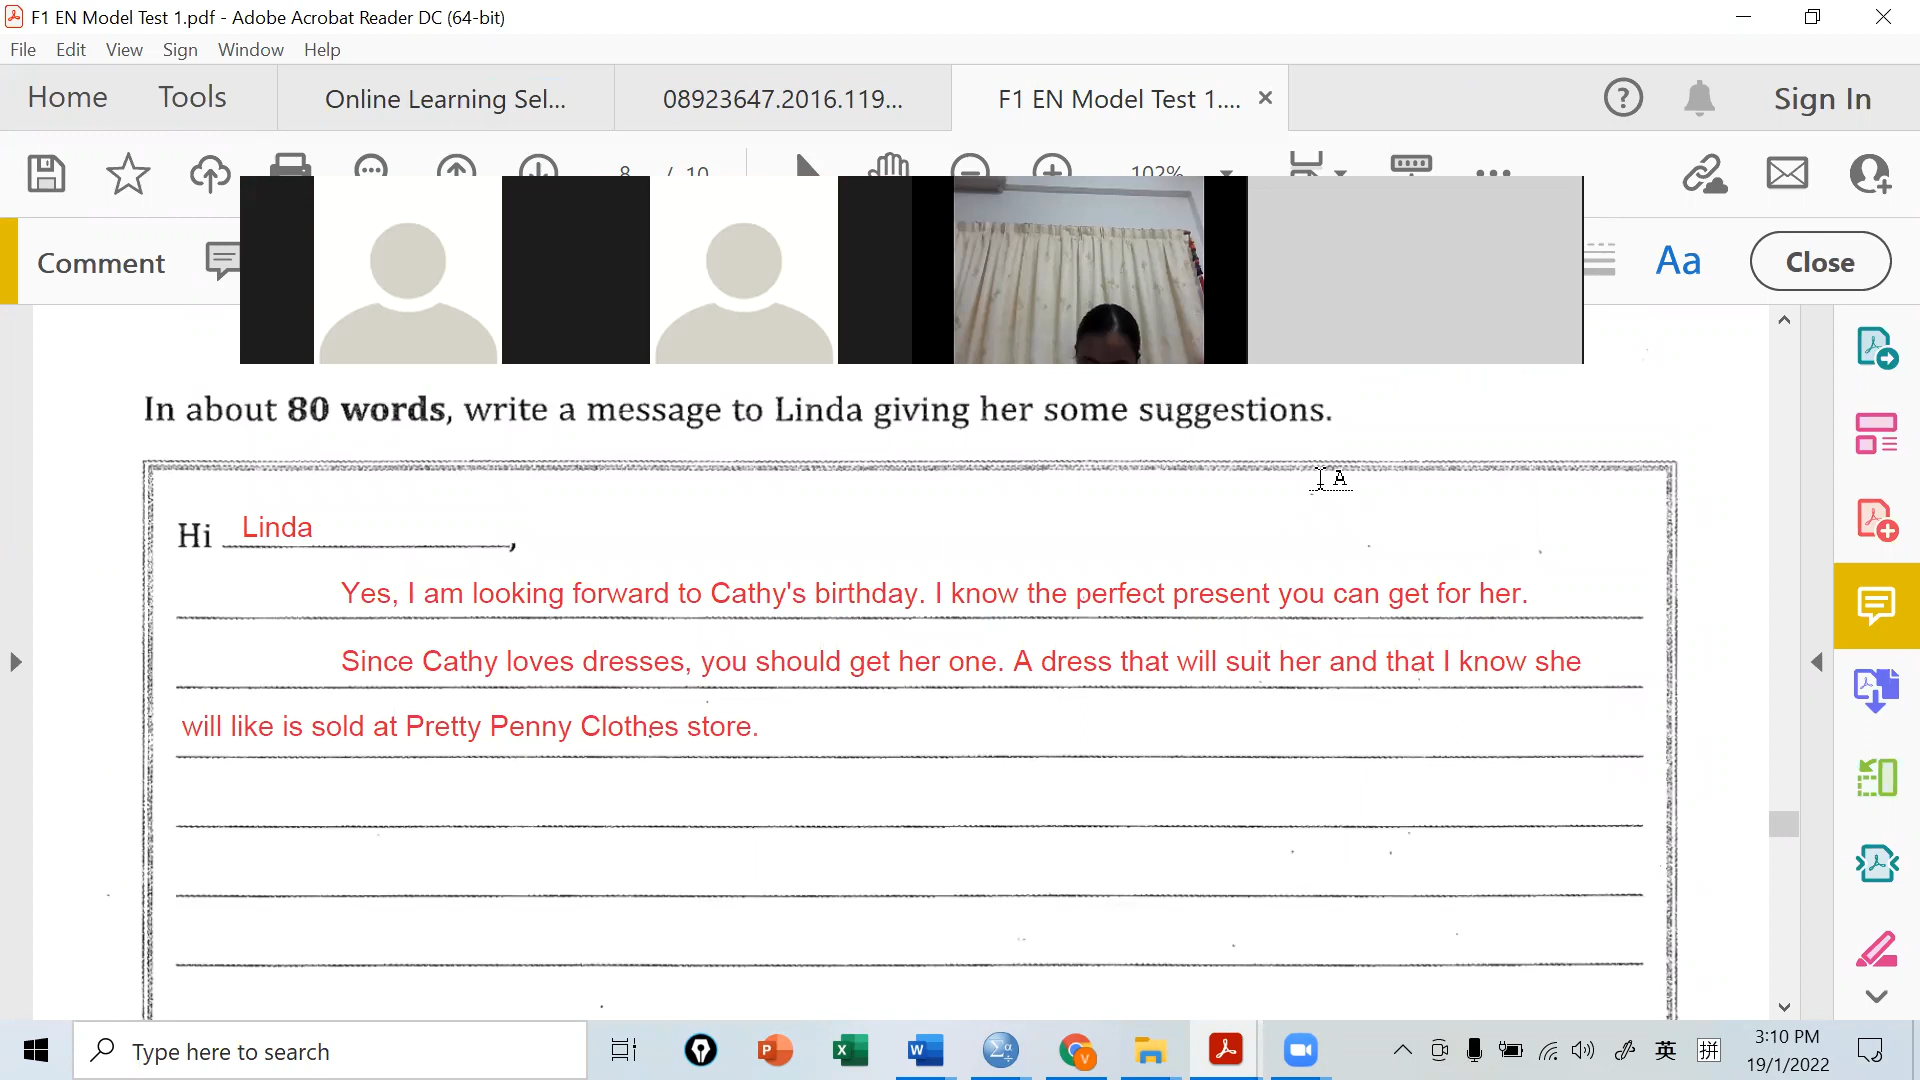 F1 EN Model Test 1.pdf - Adobe Acrobat Reader DC (64-bit)
File Edit View Sign Window Help
Home Tools Online Learning Sel... 08923647.2016.119... F1 EN Model Test 1.... Sign In
8 / 10 102%
Comment Aa Close
In about 80 words, write a message to Linda giving her some suggestions.
Hi Linda,
Yes, I am looking forward to Cathy's birthday. I know the perfect present you can get for her.
Since Cathy loves dresses, you should get her one. A dress that will suit her and that I know she
will like is sold at Pretty Penny Clothes store.
Type here to search
英 拼
3:10 PM
19/1/2022